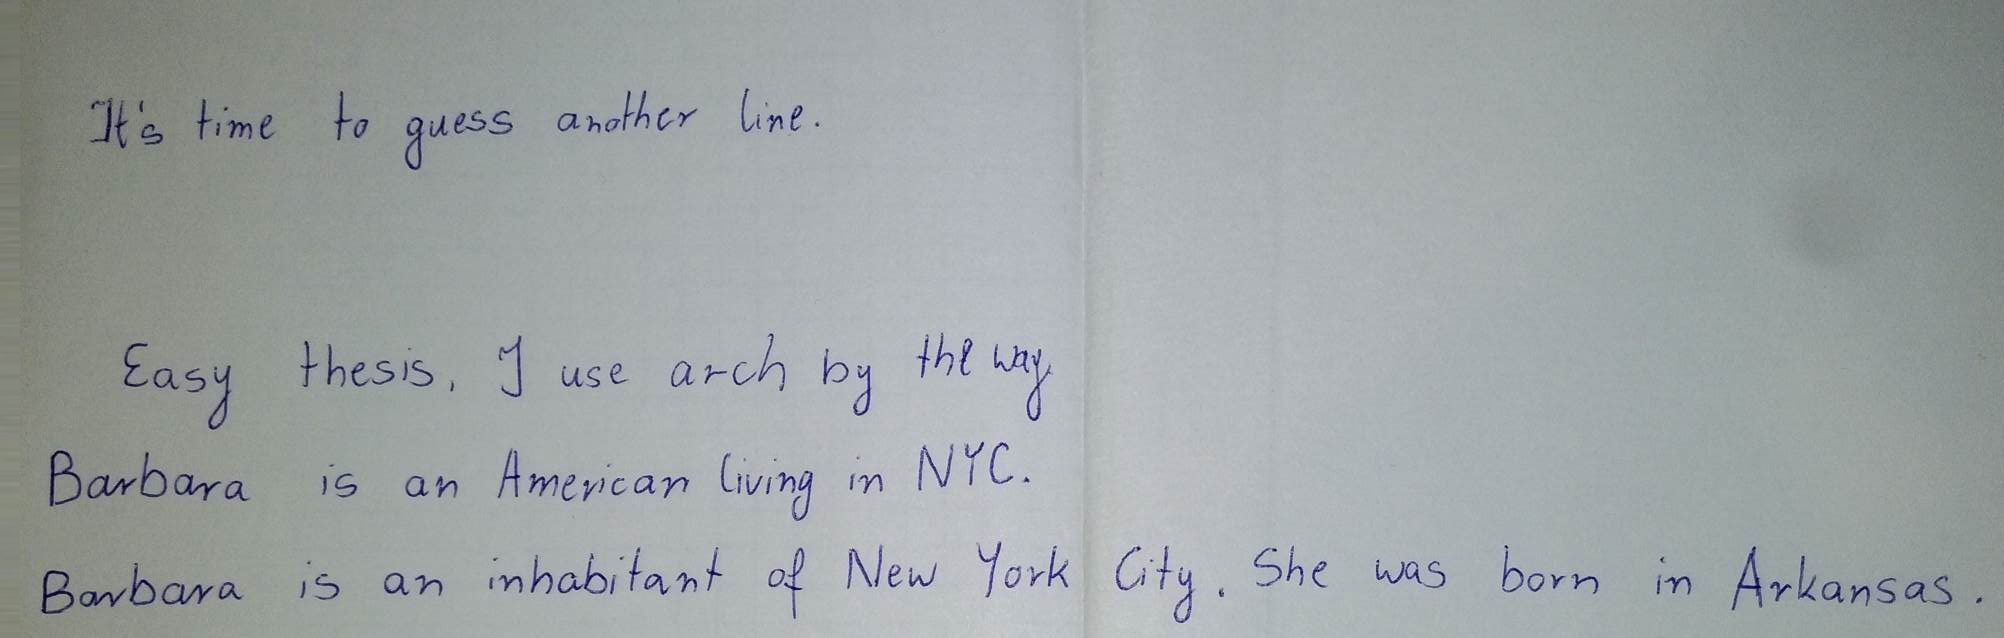 It's time to guess another line.
Easy thesis, I use arch by the way.
Barbara is an American living in NYC.
Barbara is an inhabitant of New York City. She was born in Arkansas.